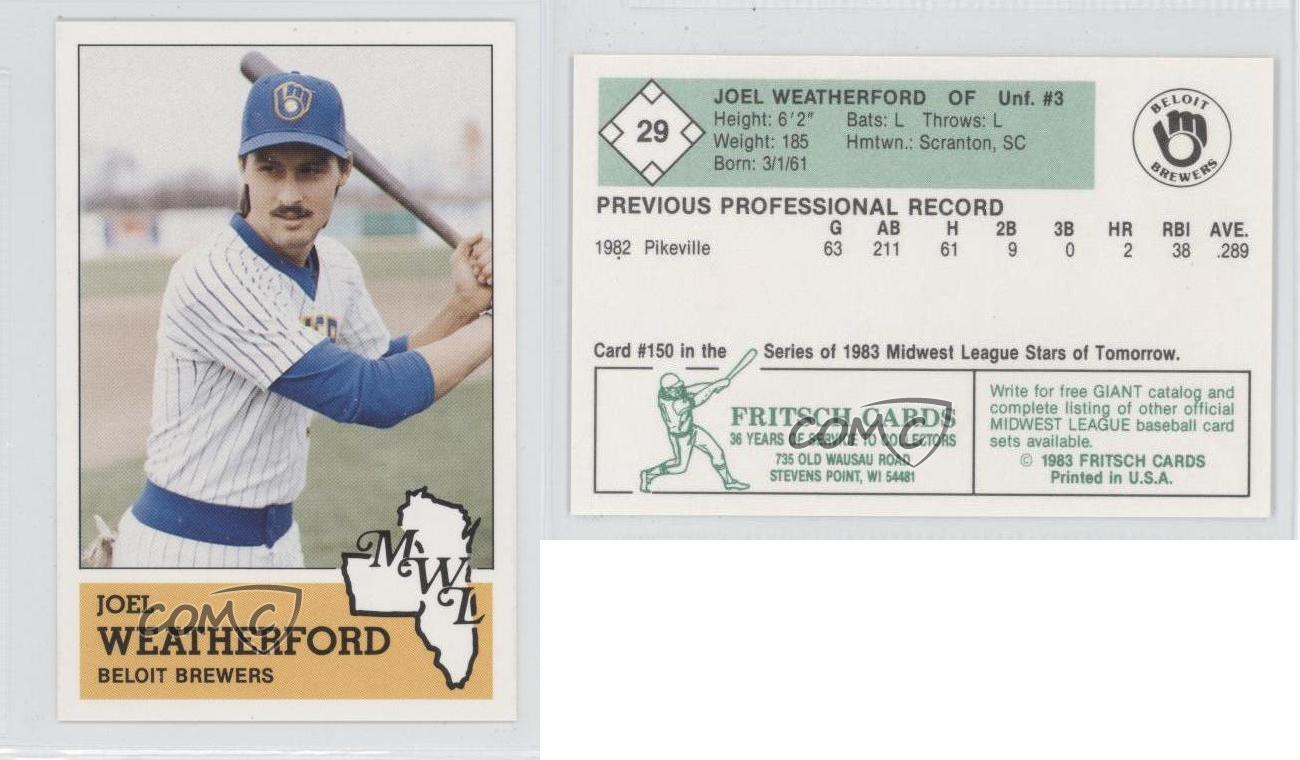 MWL
JOEL
WEATHERFORD
BELOIT BREWERS
COMC
29
JOEL WEATHERFORD OF Unf. #3
Height: 6'2" Bats: L Throws: L
Weight: 185 Hmtwn.: Scranton, SC
Born: 3/1/61
BELOIT
BREWERS
PREVIOUS PROFESSIONAL RECORD
G AB H 2B 3B HR RBI AVE.
1982 Pikeville 63 211 61 9 0 2 38 .289
Card #150 in the Series of 1983 Midwest League Stars of Tomorrow.
FRITSCH CARDS
36 YEARS OF SERVICE TO COLLECTORS
735 OLD WAUSAU ROAD
STEVENS POINT, WI 54481
COMC
Write for free GIANT catalog and
complete listing of other official
MIDWEST LEAGUE baseball card
sets available.
© 1983 FRITSCH CARDS
Printed in U.S.A.